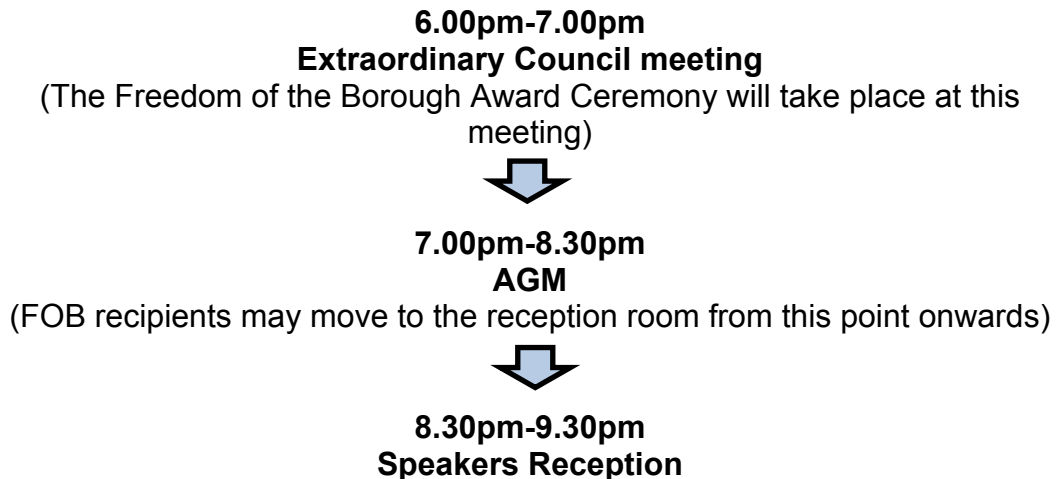 6.00pm-7.00pm
Extraordinary Council meeting
(The Freedom of the Borough Award Ceremony will take place at this
meeting)
7.00pm-8.30pm
AGM
(FOB recipients may move to the reception room from this point onwards)
8.30pm-9.30pm
Speakers Reception